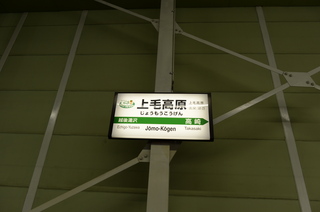 上毛高原
じょうもうこうげん
越後湯沢
高崎
Echigo-Yuzawa
Jōmō-Kōgen
Takasaki